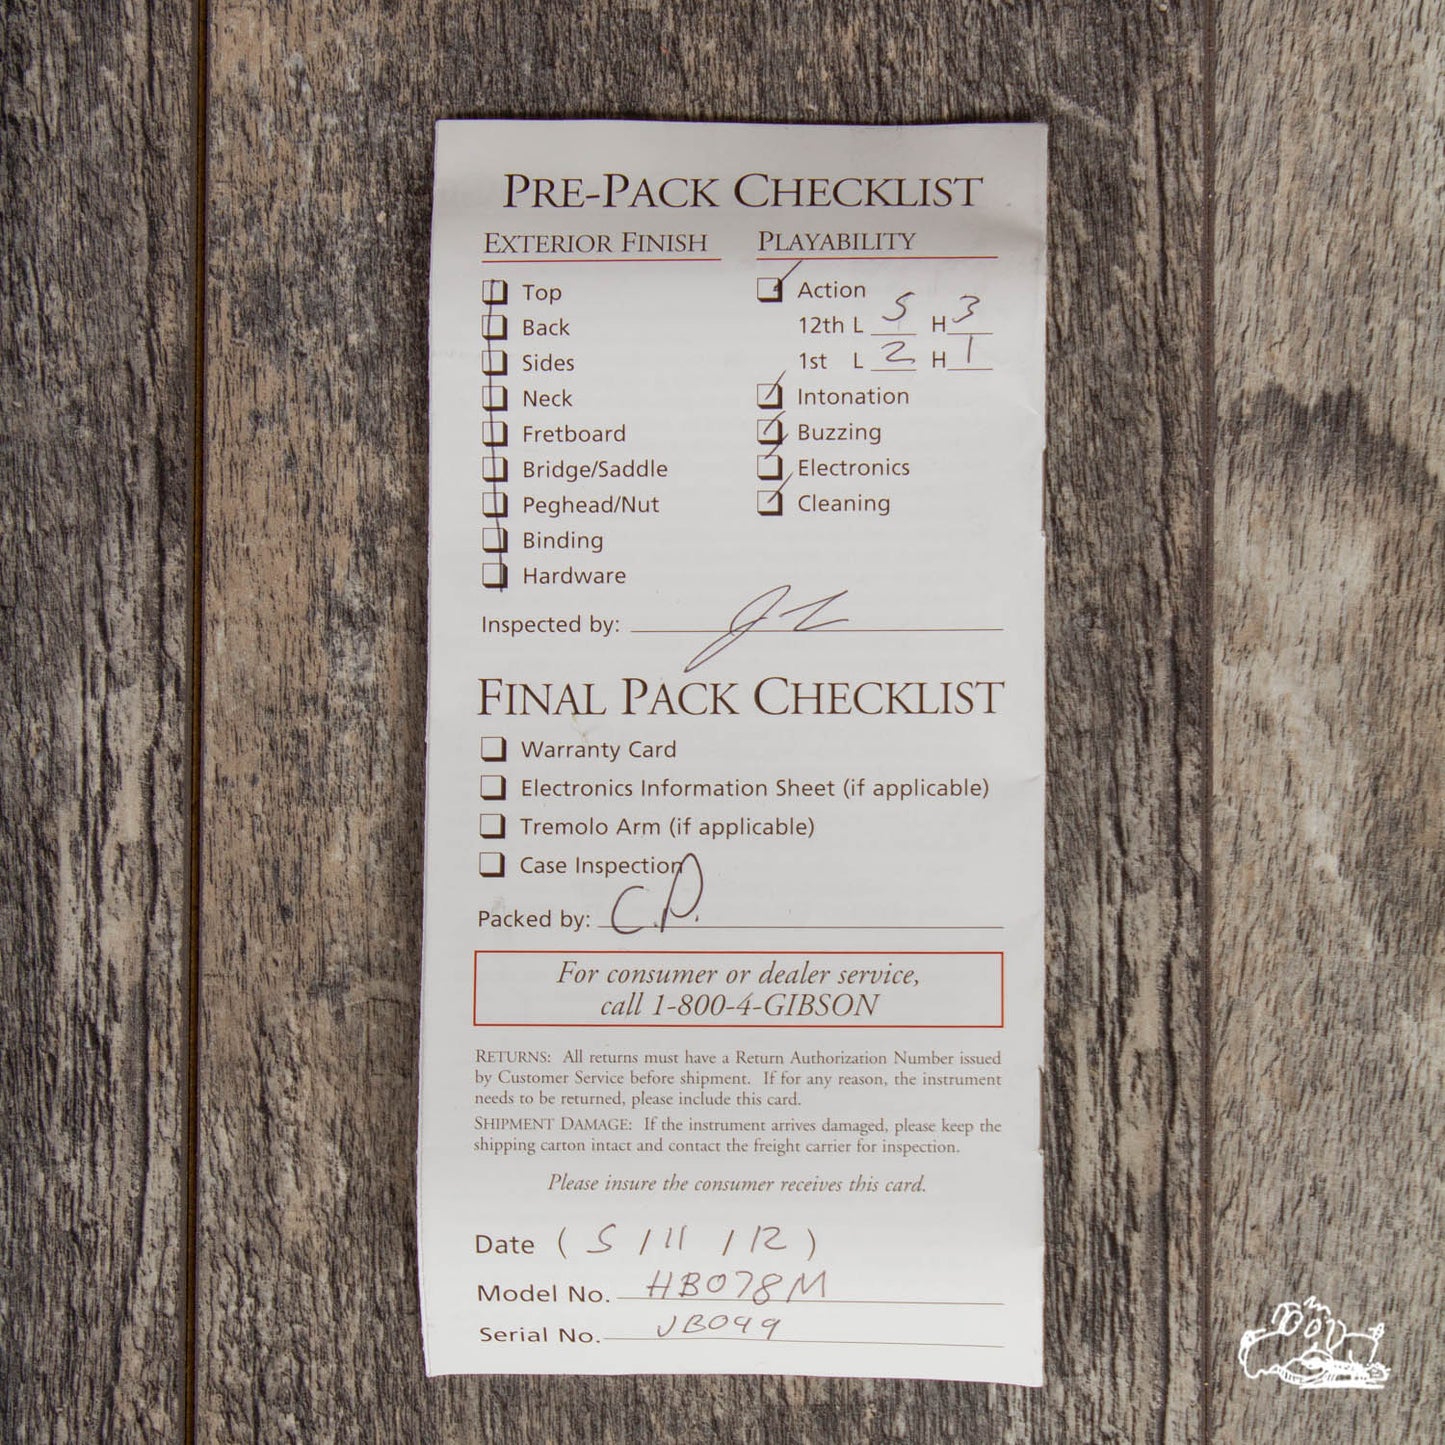 PRE-PACK CHECKLIST
EXTERIOR FINISH
Top
Back
Sides
Neck
Fretboard
Bridge/Saddle
Peghead/Nut
Binding
Hardware
PLAYABILITY
Action
12th L 5 H 3
1st L 2 H 1
Intonation
Buzzing
Electronics
Cleaning
Inspected by:
FINAL PACK CHECKLIST
Warranty Card
Electronics Information Sheet (if applicable)
Tremolo Arm (if applicable)
Case Inspection
Packed by: C.P.
For consumer or dealer service,
call 1-800-4-GIBSON
RETURNS: All returns must have a Return Authorization Number issued
by Customer Service before shipment. If for any reason, the instrument
needs to be returned, please include this card.
SHIPMENT DAMAGE: If the instrument arrives damaged, please keep the
shipping carton intact and contact the freight carrier for inspection.
Please insure the consumer receives this card.
Date ( 5 / 11 / 12 )
Model No. HB078M
Serial No. JB099